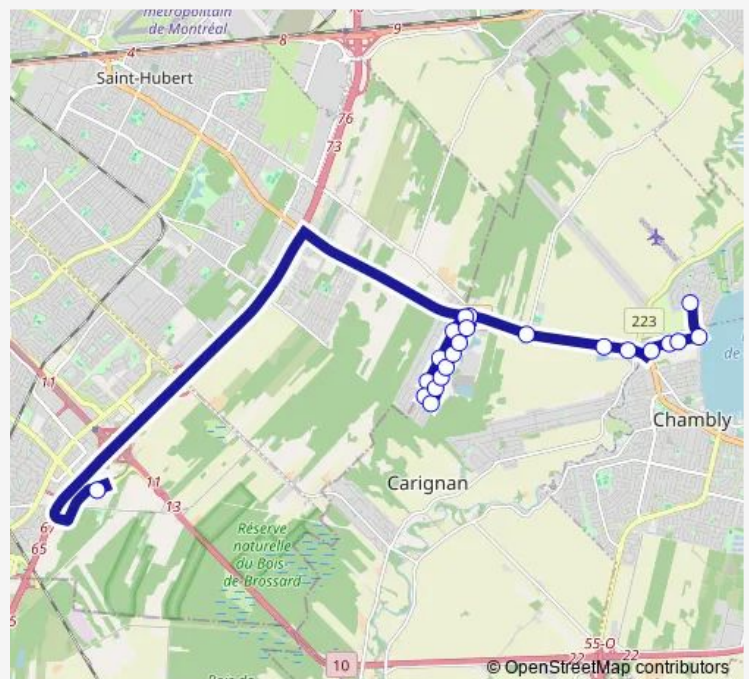 métropolitain
de Montréal
8
9
4
Saint-Hubert
76
73
223
de
11
Chambly
Carignan
11
13
6
65
Réserve
naturelle
du Bois-
de-Brossard
5
10
55-O
22
22
© OpenStreetMap contributors